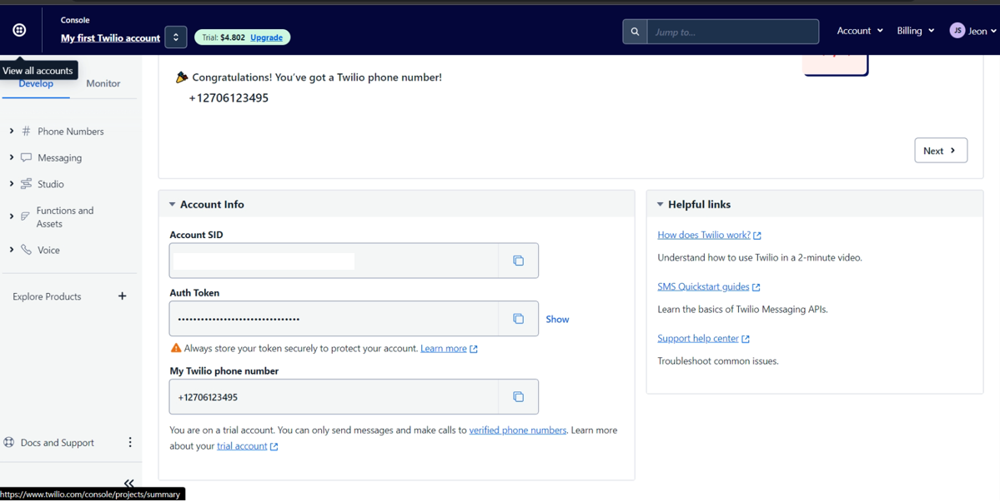 Console
My first Twilio account
Trial: $4.802 Upgrade
Jump to...
Account
Billing
JS Jeon
View all accounts
Develop
Monitor
Phone Numbers
Messaging
Studio
Functions and
Assets
Voice
Explore Products
Docs and Support
https://www.twilio.com/console/projects/summary
Congratulations! You've got a Twilio phone number!
+12706123495
Next
Account Info
Account SID
Auth Token
••••••••••••••••••••••••••••••••
Show
Always store your token securely to protect your account. Learn more
My Twilio phone number
+12706123495
You are on a trial account. You can only send messages and make calls to verified phone numbers. Learn more
about your trial account
Helpful links
How does Twilio work?
Understand how to use Twilio in a 2-minute video.
SMS Quickstart guides
Learn the basics of Twilio Messaging APIs.
Support help center
Troubleshoot common issues.